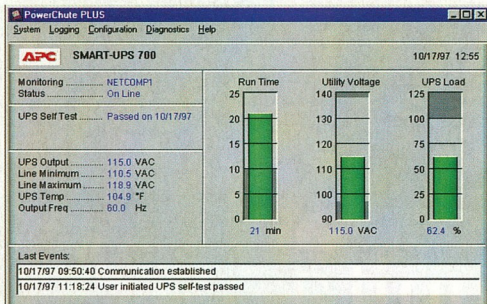 PowerChute PLUS
System Logging Configuration Diagnostics Help
APC SMART-UPS 700 10/17/97 12:55
Monitoring .............. NETCOMP1
Status ..................... On Line
UPS Self Test ....... Passed on 10/17/97
UPS Output ............. 115.0 VAC
Line Minimum ......... 110.5 VAC
Line Maximum ........ 118.9 VAC
UPS Temp .............. 104.9 °F
Output Freq ............ 60.0 Hz
Run Time
25
20
15
10
5
0
21 min
Utility Voltage
140
130
120
110
100
90
115.0 VAC
UPS Load
125
100
75
50
25
0
62.4 %
Last Events:
10/17/97 09:50:40 Communication established
10/17/97 11:18:24 User initiated UPS self-test passed